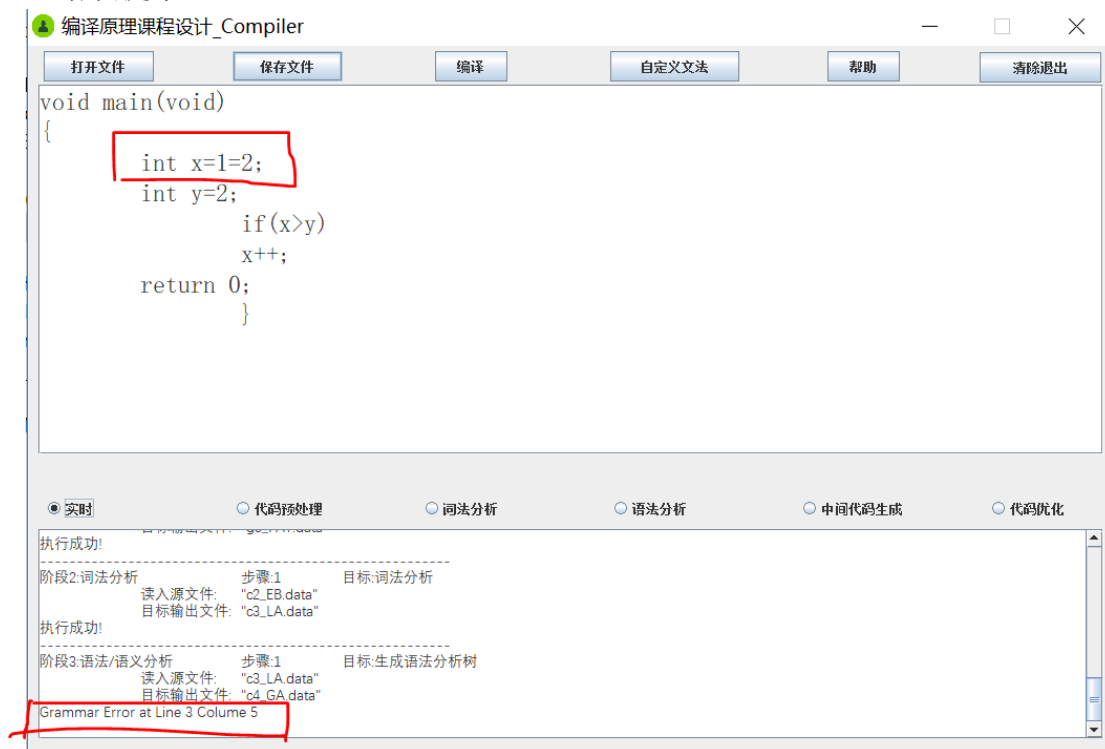 编译原理课程设计_Compiler
打开文件 保存文件 编译 自定义文法 帮助 清除退出
void main(void)
{
int x=1=2;
int y=2;
if(x>y)
x++;
return 0;
}
实时 代码预处理 词法分析 语法分析 中间代码生成 代码优化
执行成功!
阶段2:词法分析 步骤:1 目标:词法分析
读入源文件: "c2_EB.data"
目标输出文件: "c3_LA.data"
执行成功!
阶段3:语法/语义分析 步骤:1 目标:生成语法分析树
读入源文件: "c3_LA.data"
目标输出文件: "c4_GA.data"
Grammar Error at Line 3 Colume 5